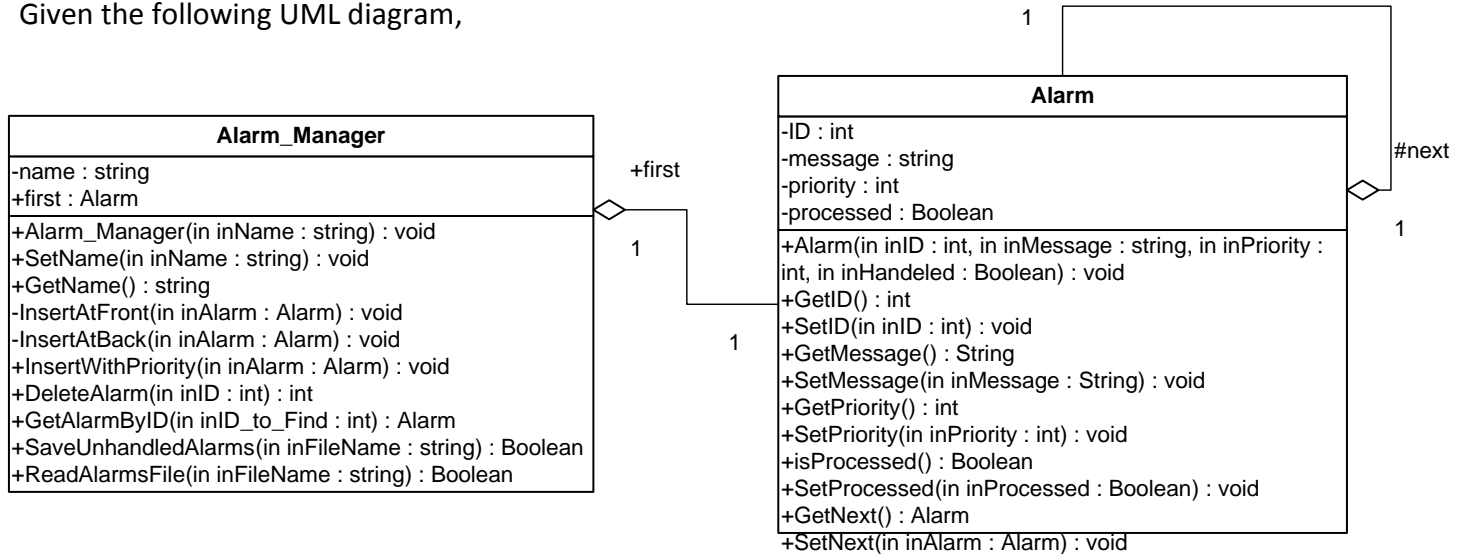 Given the following UML diagram,
Alarm_Manager
-name : string
+first : Alarm
+Alarm_Manager(in inName : string) : void
+SetName(in inName : string) : void
+GetName() : string
-InsertAtFront(in inAlarm : Alarm) : void
-InsertAtBack(in inAlarm : Alarm) : void
+InsertWithPriority(in inAlarm : Alarm) : void
+DeleteAlarm(in inID : int) : int
+GetAlarmByID(in inID_to_Find : int) : Alarm
+SaveUnhandledAlarms(in inFileName : string) : Boolean
+ReadAlarmsFile(in inFileName : string) : Boolean
+first
1
1
1
Alarm
-ID : int
-message : string
-priority : int
-processed : Boolean
+Alarm(in inID : int, in inMessage : string, in inPriority :
int, in inHandeled : Boolean) : void
+GetID() : int
+SetID(in inID : int) : void
+GetMessage() : String
+SetMessage(in inMessage : String) : void
+GetPriority() : int
+SetPriority(in inPriority : int) : void
+isProcessed() : Boolean
+SetProcessed(in inProcessed : Boolean) : void
+GetNext() : Alarm
+SetNext(in inAlarm : Alarm) : void
#next
1